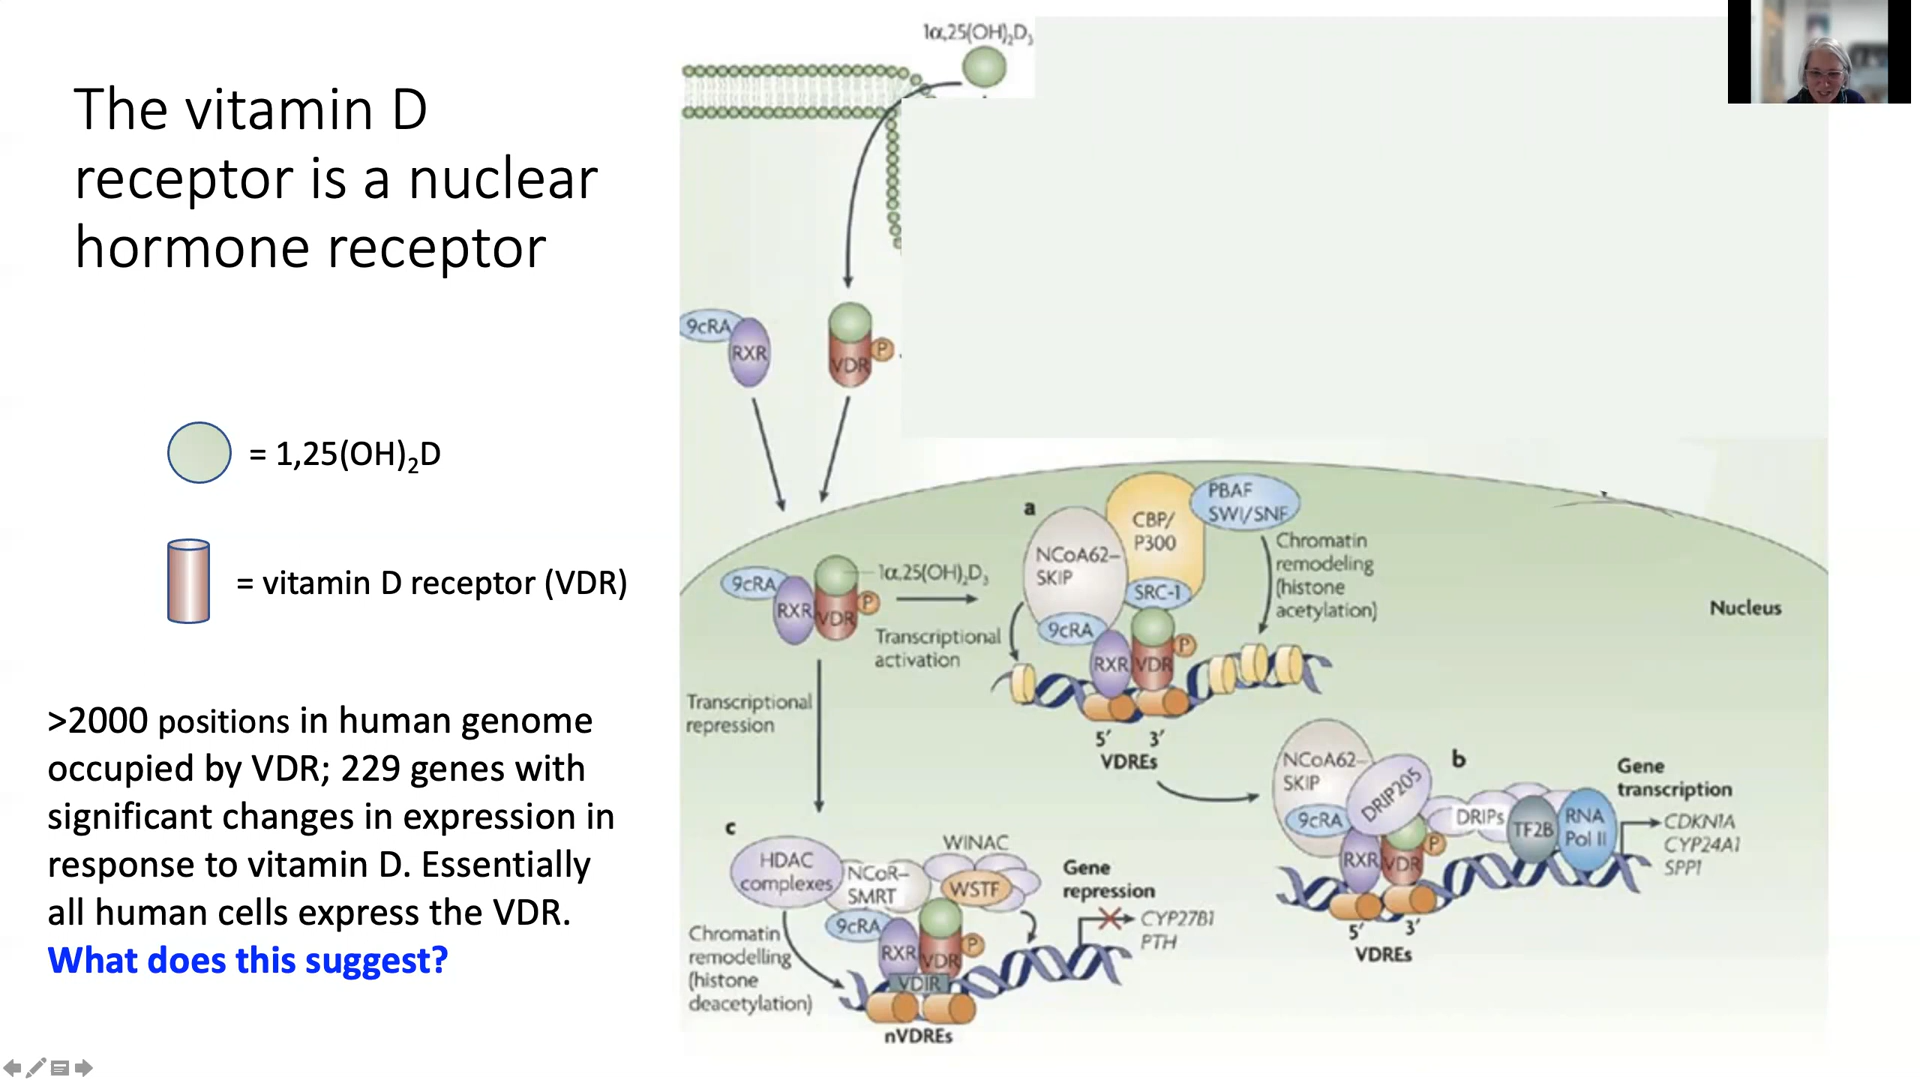 The vitamin D
receptor is a nuclear
hormone receptor
= 1,25(OH)₂D
= vitamin D receptor (VDR)
>2000 positions in human genome
occupied by VDR; 229 genes with
significant changes in expression in
response to vitamin D. Essentially
all human cells express the VDR.
What does this suggest?
1α,25(OH)₂D₃
9cRA
RXR
VDR
P
9cRA
RXR
VDR
P
1α,25(OH)₂D₃
Transcriptional
activation
Transcriptional
repression
a
NCoA62–
SKIP
CBP/
P300
PBAF
SWI/SNF
SRC-1
9cRA
RXR
VDR
P
Chromatin
remodeling
(histone
acetylation)
Nucleus
5′ 3′
VDREs
b
NCoA62–
SKIP
DRIP205
9cRA
RXR
VDR
P
DRIPs
TF2B
RNA
Pol II
Gene
transcription
CDKN1A
CYP24A1
SPP1
5′ 3′
VDREs
c
HDAC
complexes
NCoR–
SMRT
WINAC
WSTF
9cRA
RXR
VDR
P
VDIR
Gene
repression
CYP27B1
PTH
Chromatin
remodelling
(histone
deacetylation)
nVDREs